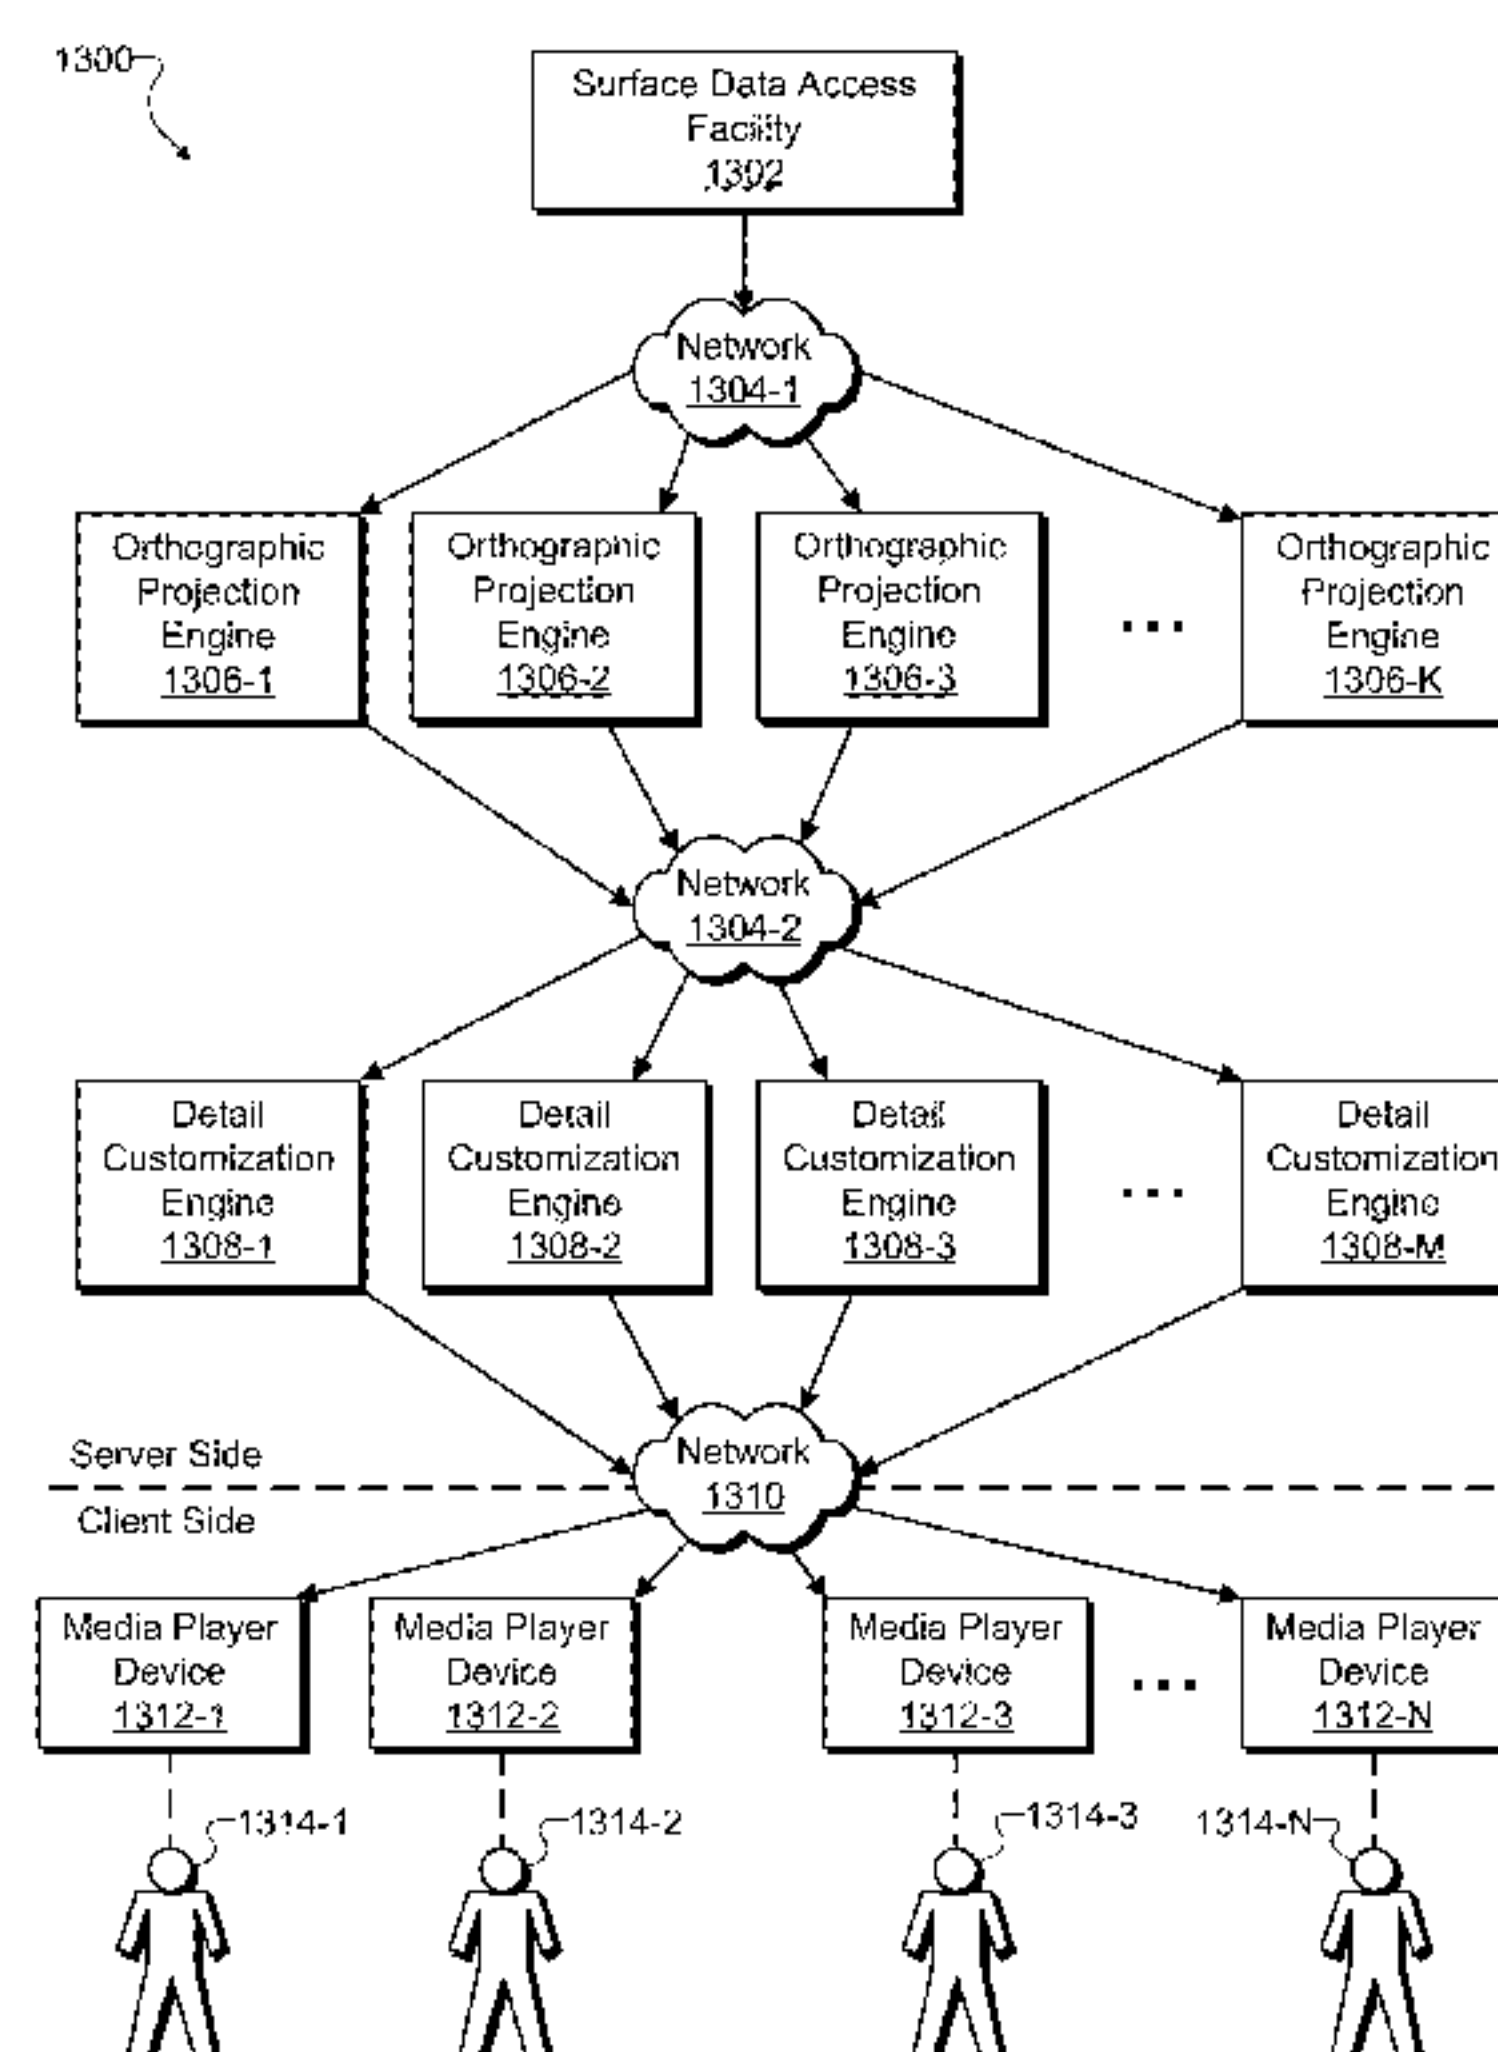 1300
Surface Data Access
Facility
1302
Network
1304-1
Orthographic
Projection
Engine
1306-1
Orthographic
Projection
Engine
1306-2
Orthographic
Projection
Engine
1306-3
...
Orthographic
Projection
Engine
1306-K
Network
1304-2
Detail
Customization
Engine
1308-1
Detail
Customization
Engine
1308-2
Detail
Customization
Engine
1308-3
...
Detail
Customization
Engine
1308-M
Server Side
Network
1310
Client Side
Media Player
Device
1312-1
Media Player
Device
1312-2
Media Player
Device
1312-3
...
Media Player
Device
1312-N
1314-1
1314-2
1314-3
1314-N